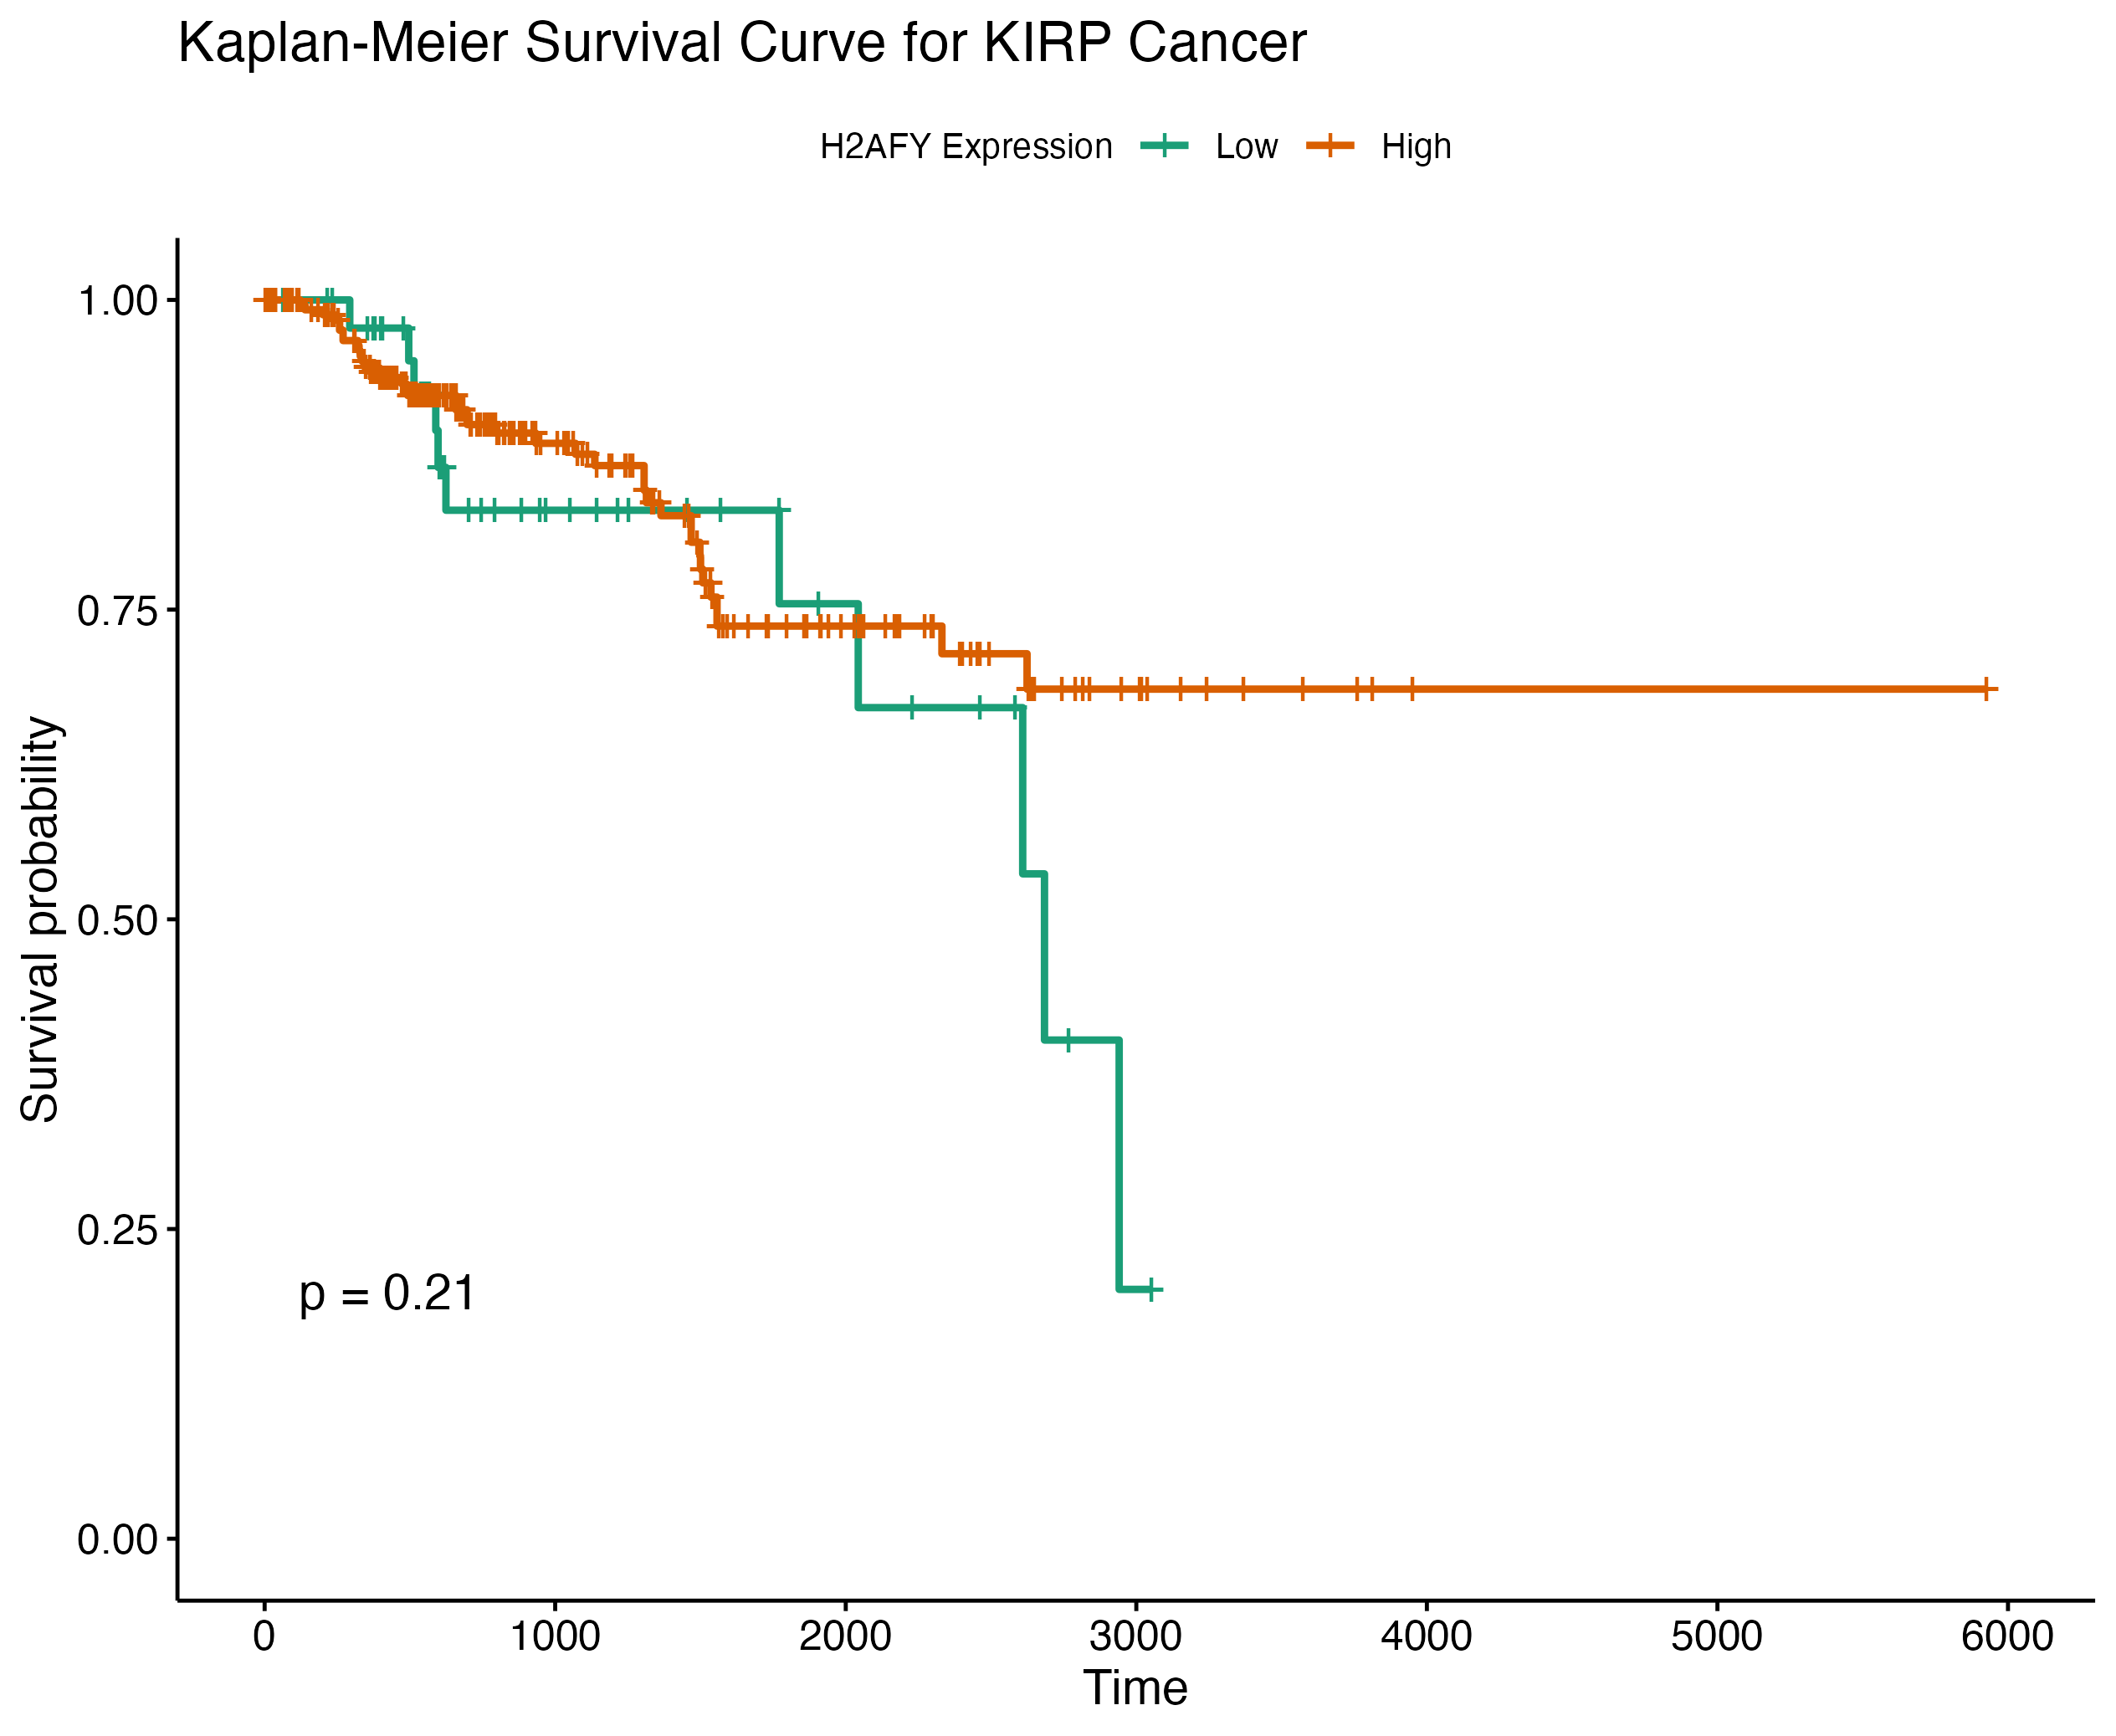 Kaplan-Meier Survival Curve for KIRP Cancer
H2AFY Expression Low High
Survival probability
1.00
0.75
0.50
0.25
0.00
p = 0.21
0 1000 2000 3000 4000 5000 6000
Time